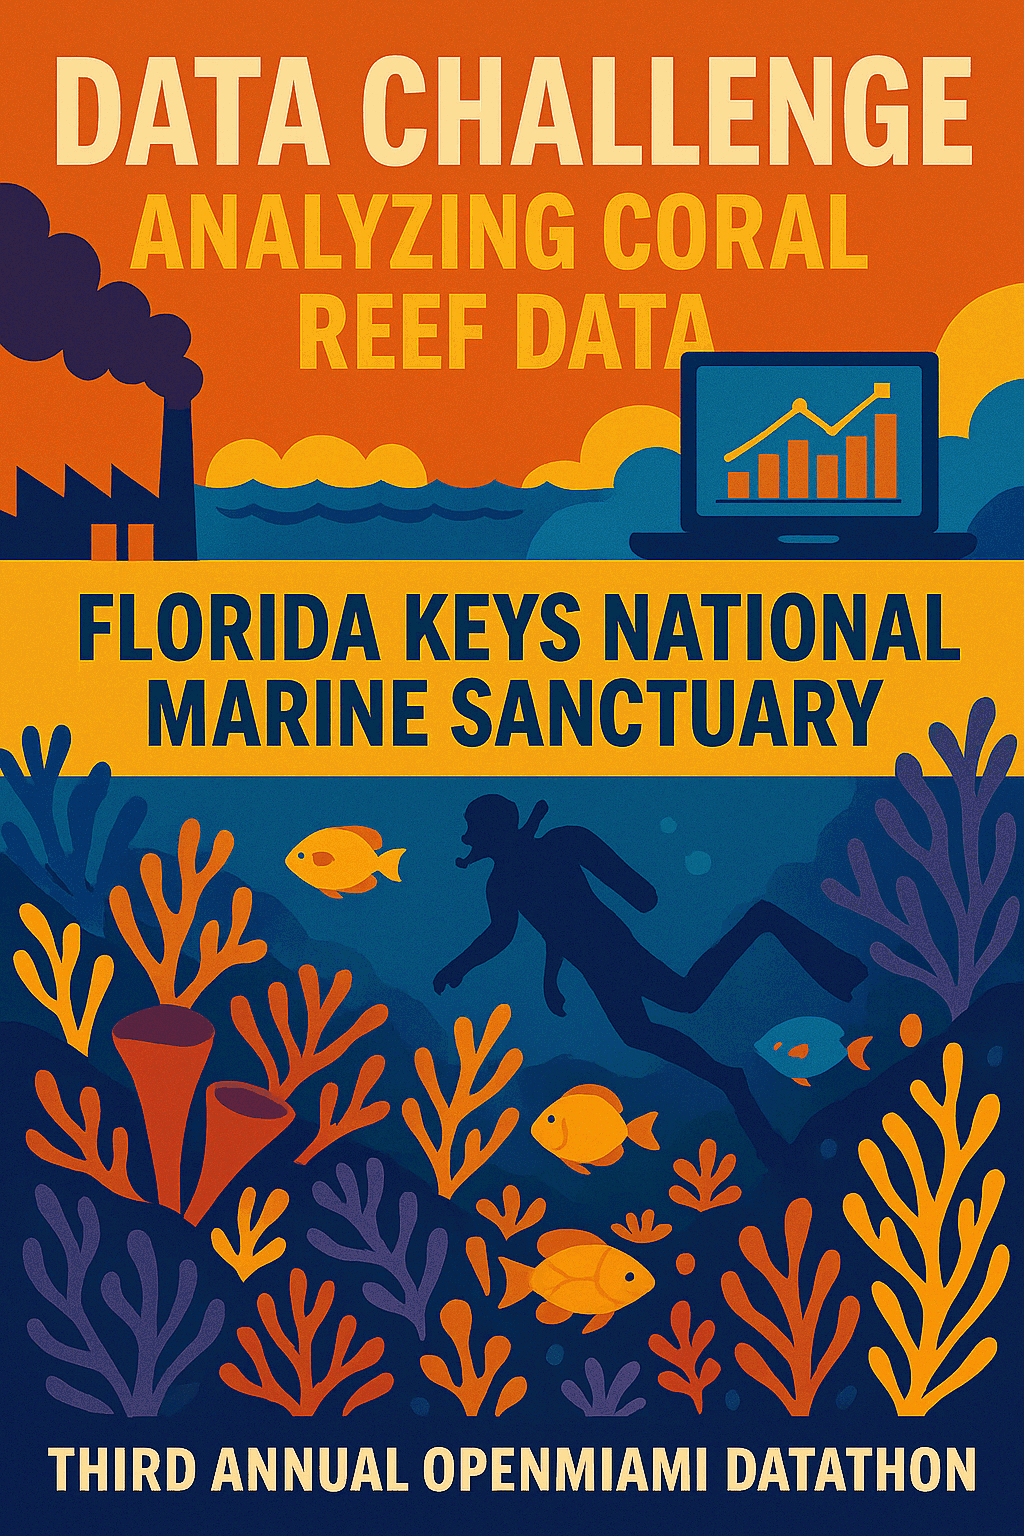 DATA CHALLENGE
ANALYZING CORAL
REEF DATA
FLORIDA KEYS NATIONAL
MARINE SANCTUARY
THIRD ANNUAL OPENMIAMI DATATHON